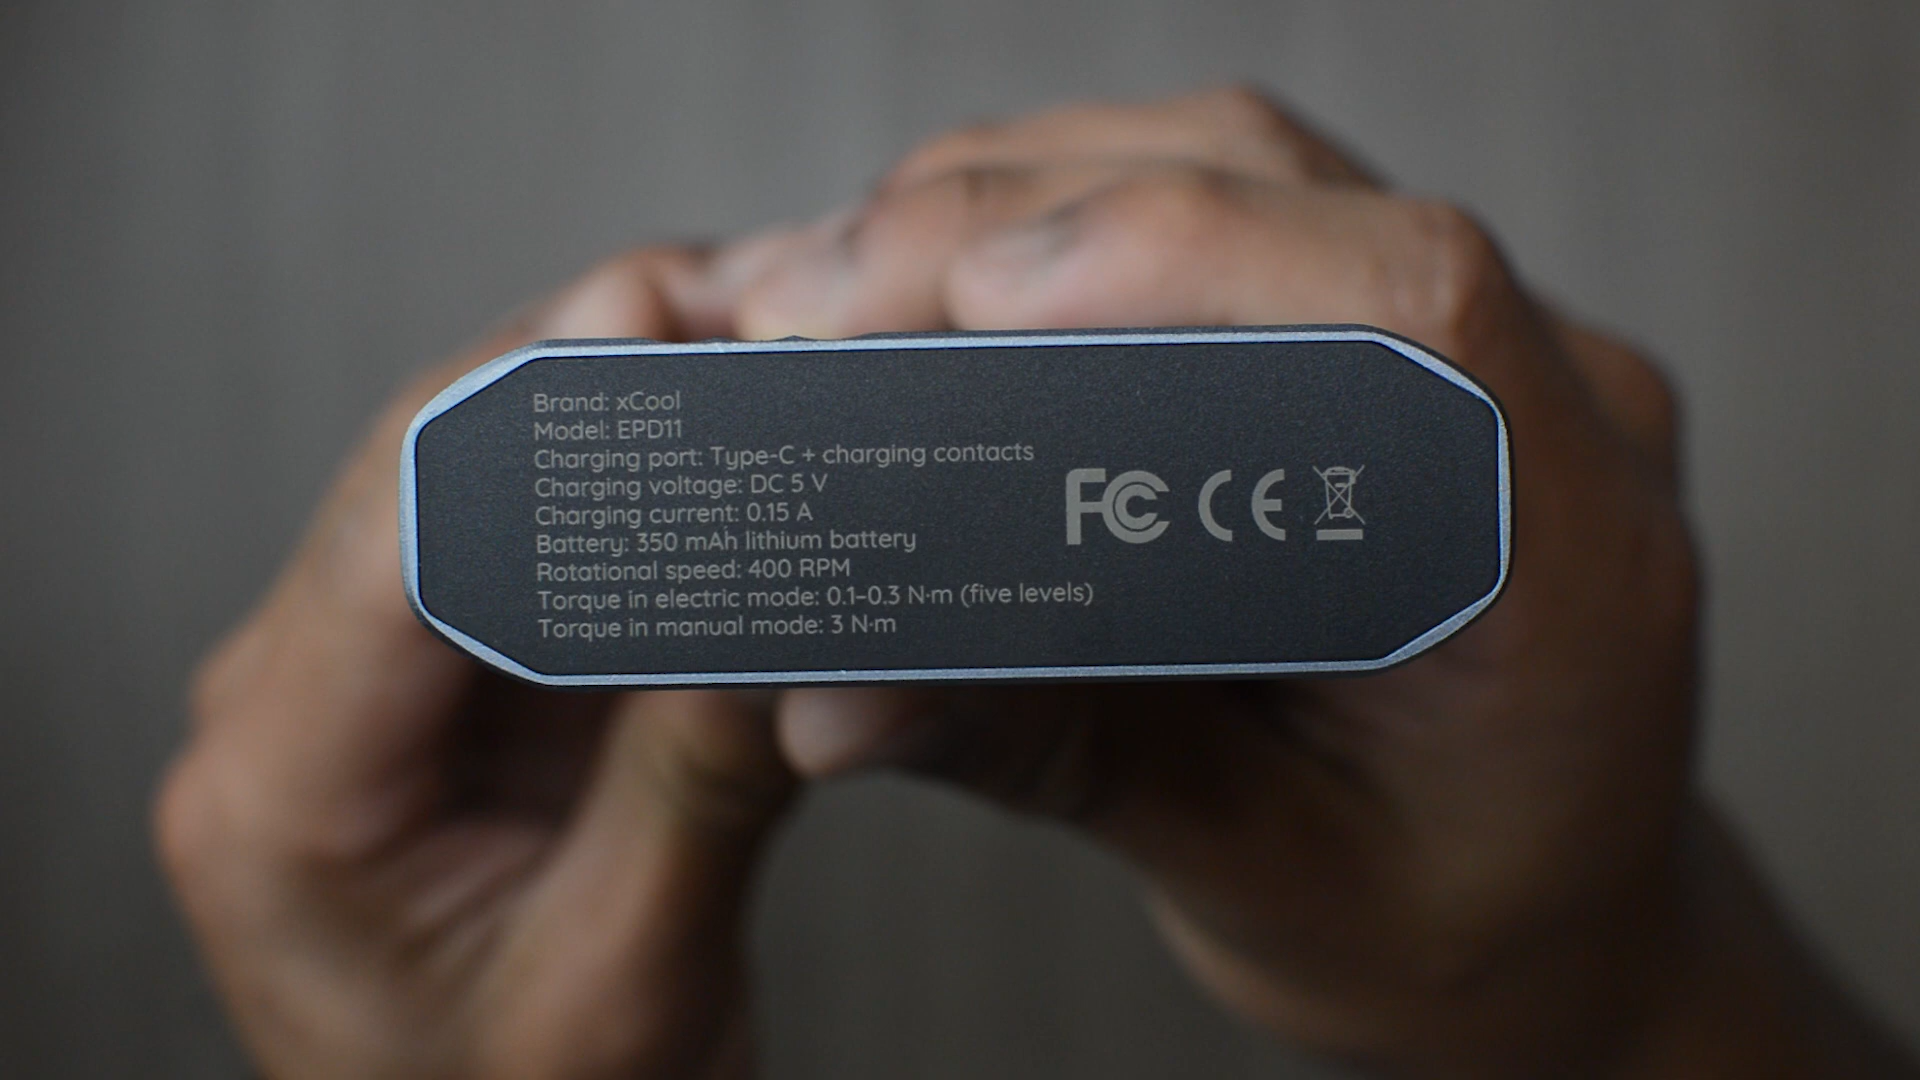 Brand: xCool
Model: EPD11
Charging port: Type-C + charging contacts
Charging voltage: DC 5 V
Charging current: 0.15 A
Battery: 350 mAh lithium battery
Rotational speed: 400 RPM
Torque in electric mode: 0.1–0.3 N·m (five levels)
Torque in manual mode: 3 N·m
FC CE